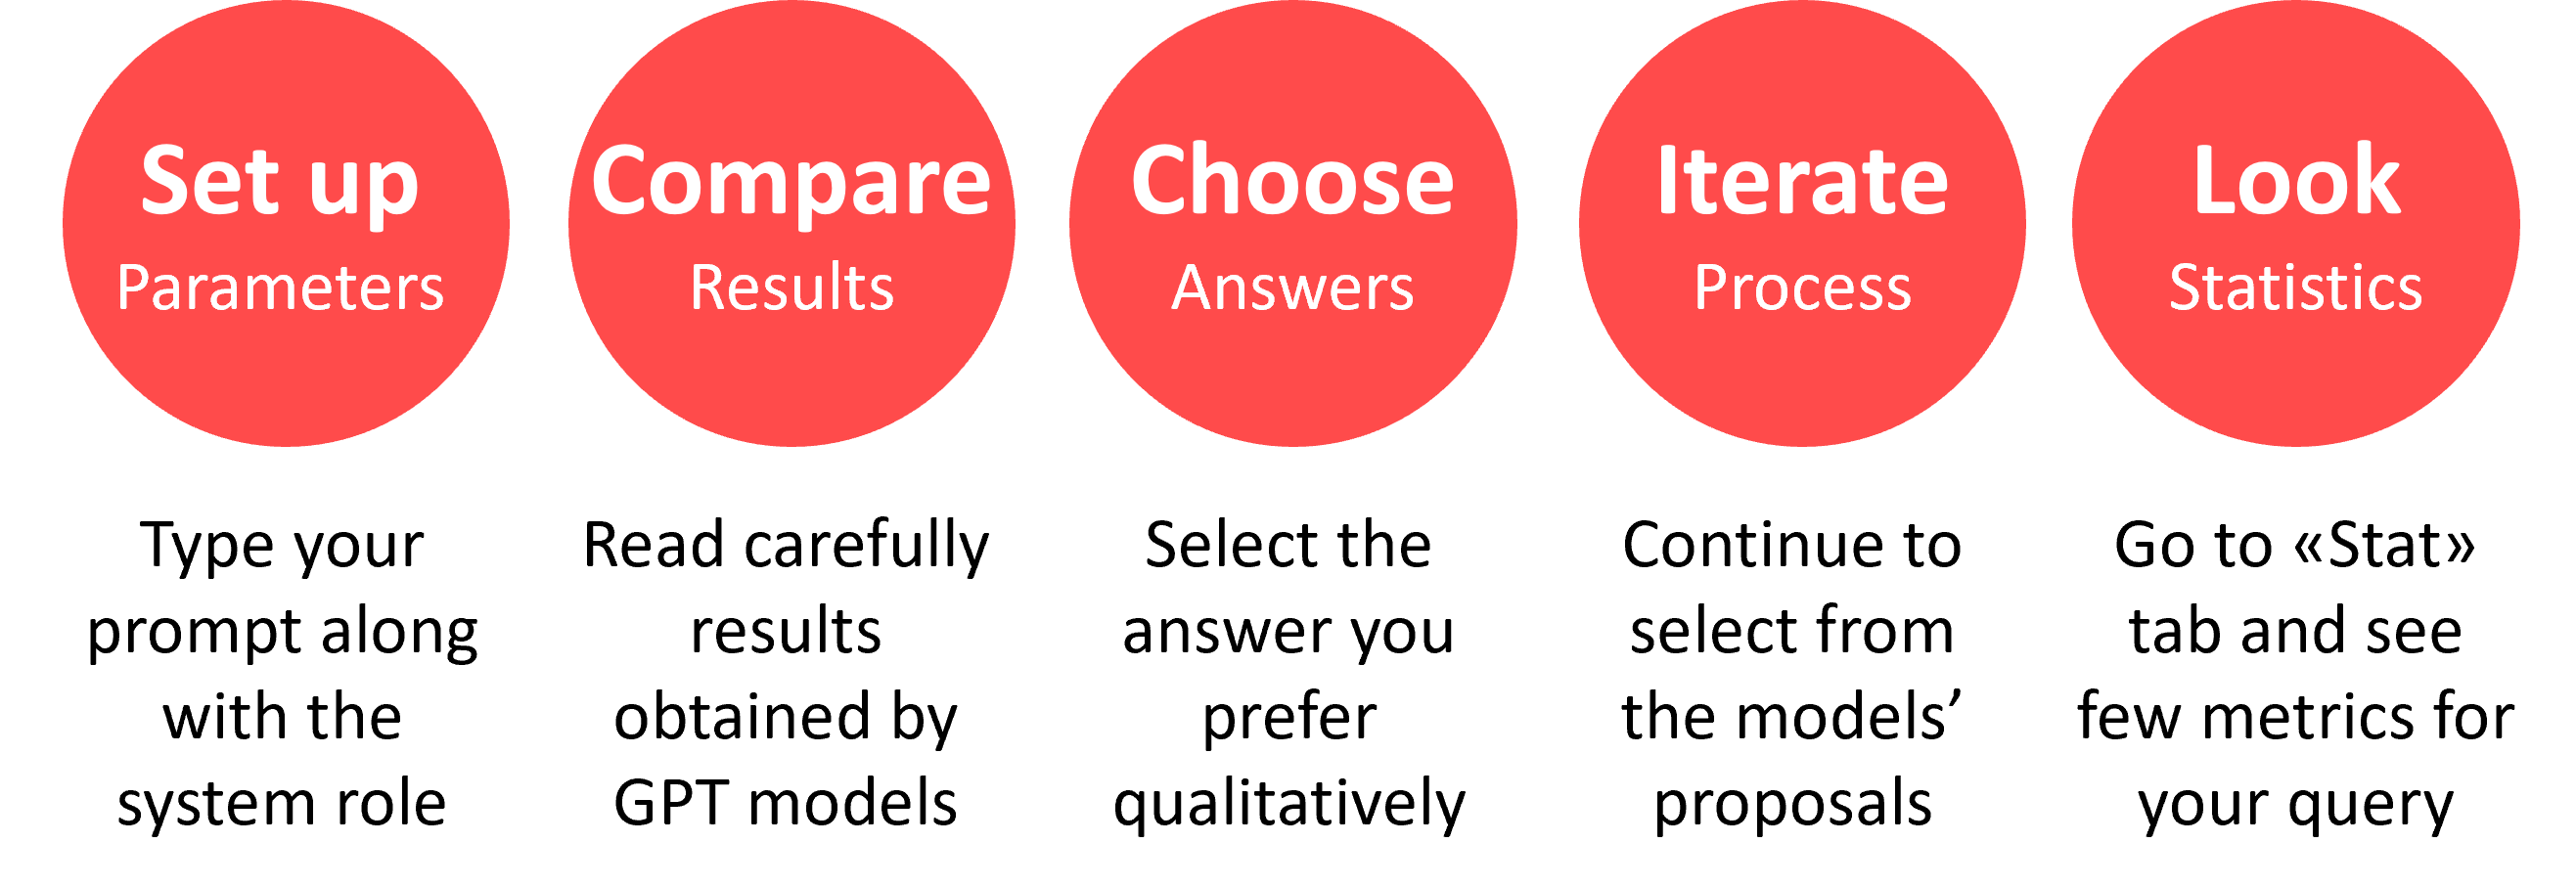 Set up
Parameters
Type your
prompt along
with the
system role
Compare
Results
Read carefully
results
obtained by
GPT models
Choose
Answers
Select the
answer you
prefer
qualitatively
Iterate
Process
Continue to
select from
the models’
proposals
Look
Statistics
Go to «Stat»
tab and see
few metrics for
your query